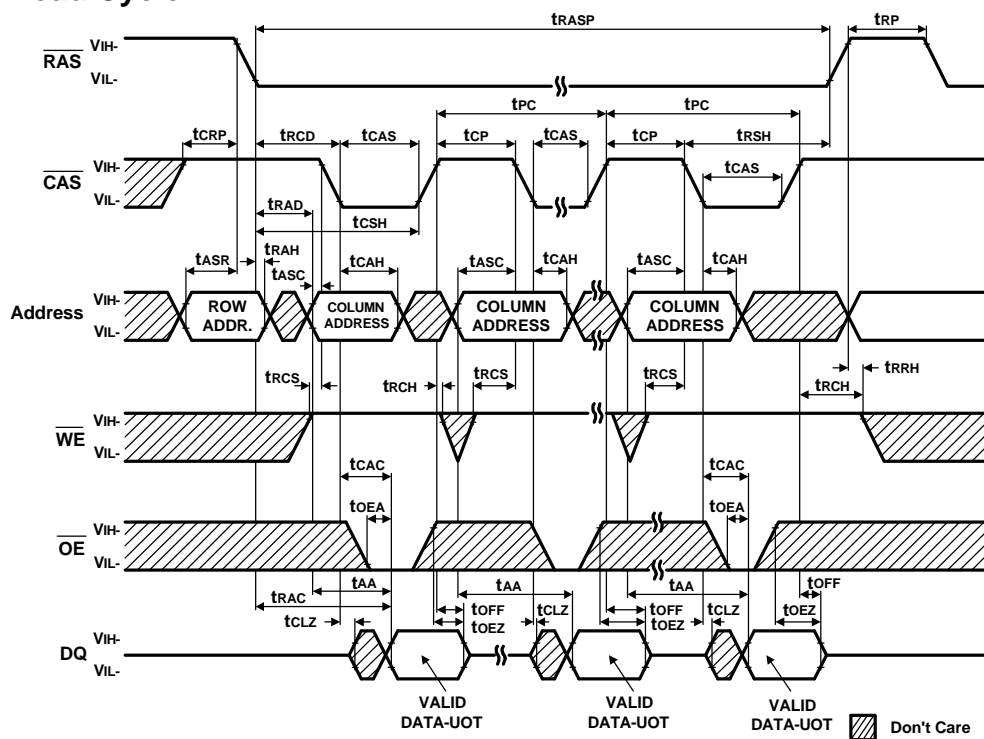 tRASP
tRP
RAS
VIH-
VIL-
tPC
tPC
tCRP
tRCD
tCAS
tCP
tCAS
tCP
tRSH
CAS
VIH-
VIL-
tCAS
tRAD
tCSH
tASR
tRAH
tASC
tCAH
tASC
tCAH
tASC
tCAH
Address
VIH-
VIL-
ROW
ADDR.
COLUMN
ADDRESS
COLUMN
ADDRESS
COLUMN
ADDRESS
tRCS
tRCH
tRCS
tRCS
tRCH
tRRH
WE
VIH-
VIL-
tCAC
tCAC
tOEA
tOEA
OE
VIH-
VIL-
tAA
tAA
tAA
tRAC
tCLZ
tOFF
tOEZ
tCLZ
tOFF
tOEZ
tCLZ
tOFF
tOEZ
DQ
VIH-
VIL-
VALID
DATA-UOT
VALID
DATA-UOT
VALID
DATA-UOT
Don't Care